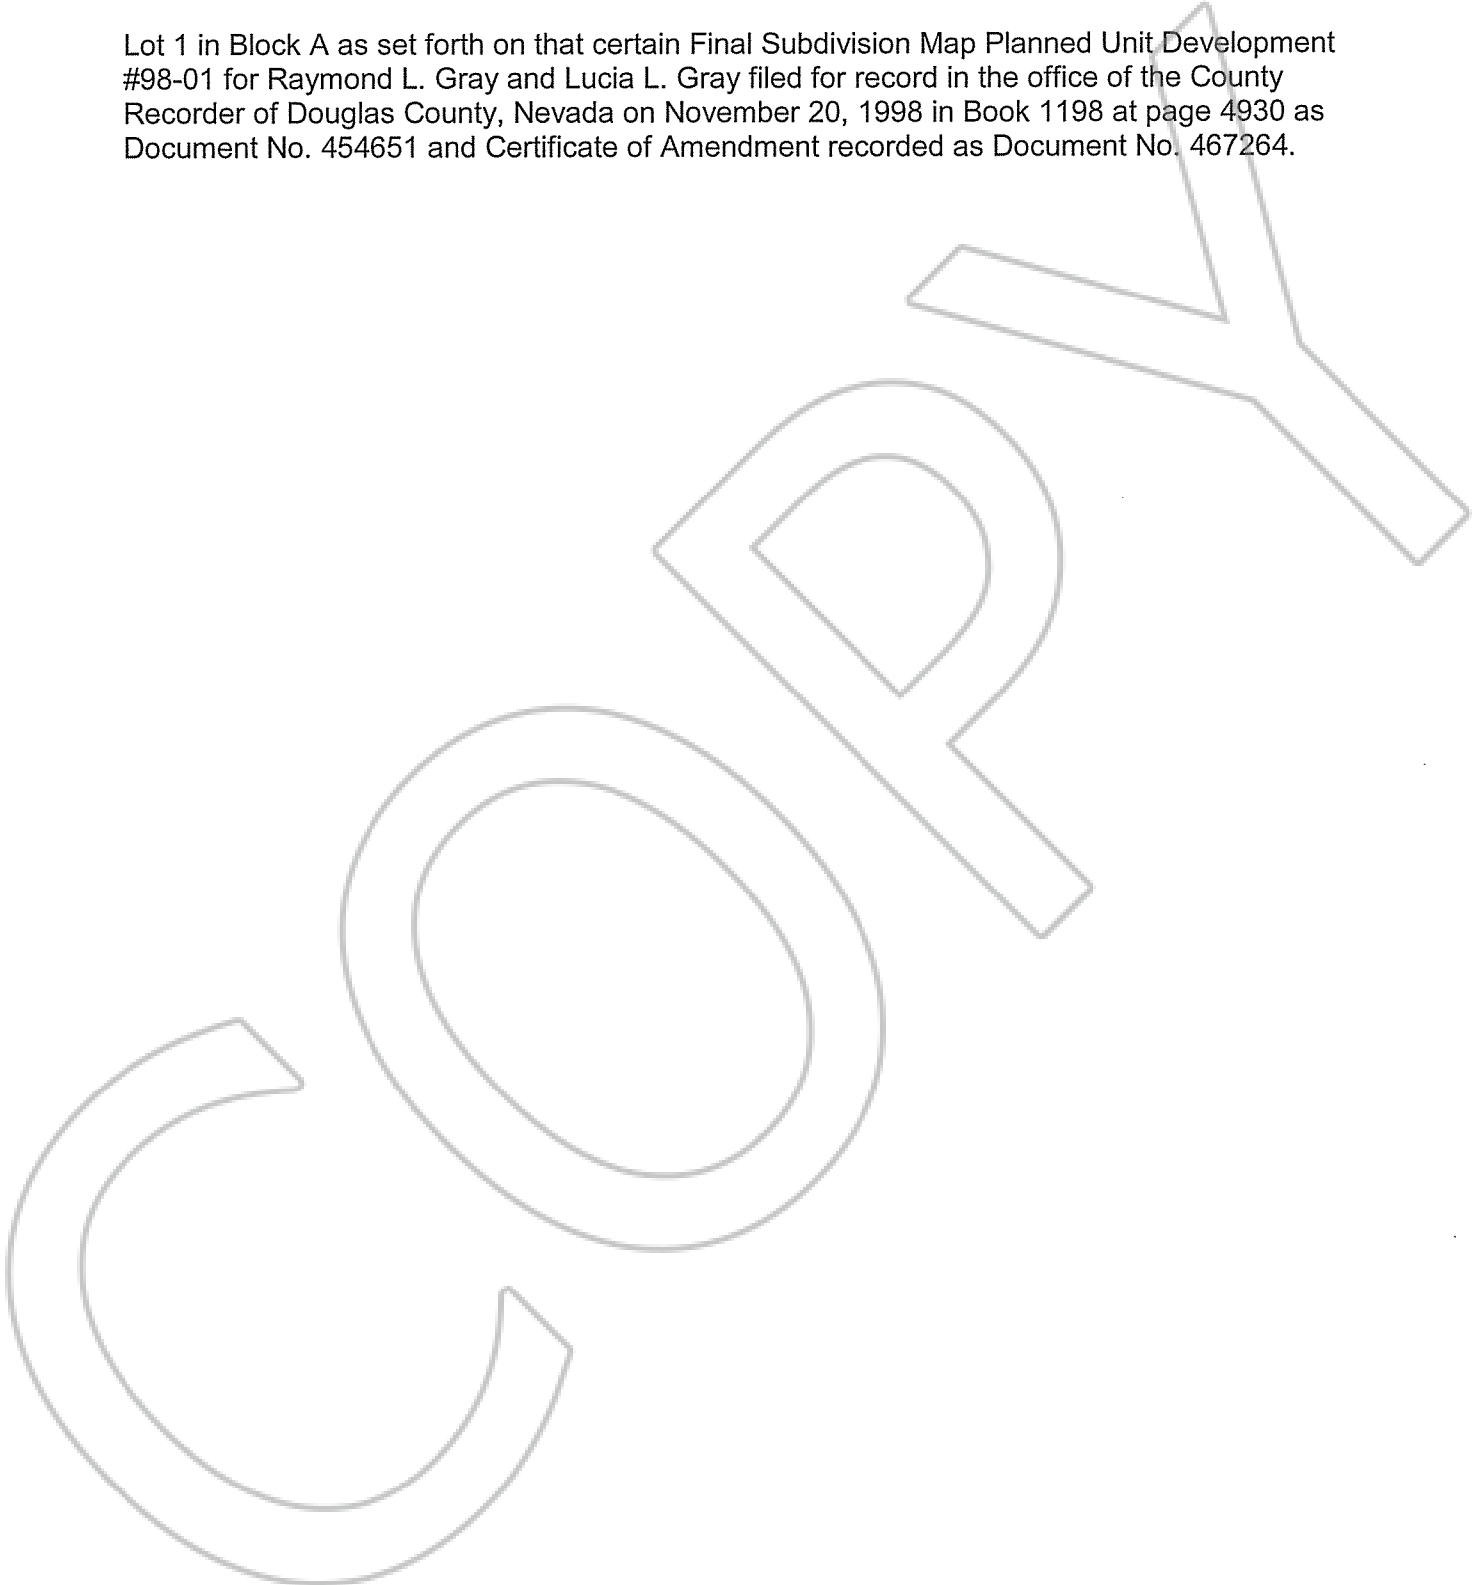 Lot 1 in Block A as set forth on that certain Final Subdivision Map Planned Unit Development
#98-01 for Raymond L. Gray and Lucia L. Gray filed for record in the office of the County
Recorder of Douglas County, Nevada on November 20, 1998 in Book 1198 at page 4930 as
Document No. 454651 and Certificate of Amendment recorded as Document No. 467264.
COPY